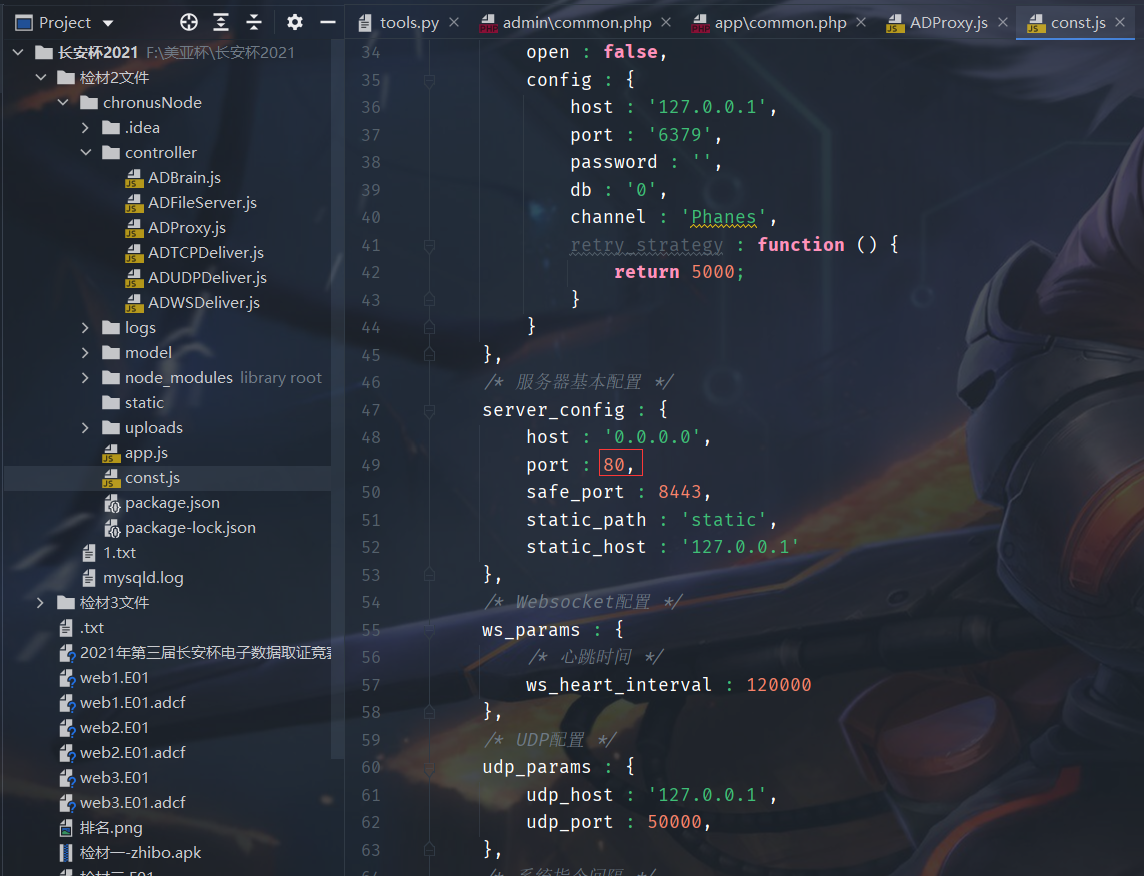 Project
tools.py
admin\common.php
app\common.php
ADProxy.js
const.js
长安杯2021 F:\美亚杯\长安杯2021
检材2文件
chronusNode
.idea
controller
ADBrain.js
ADFileServer.js
ADProxy.js
ADTCPDeliver.js
ADUDPDeliver.js
ADWSDeliver.js
logs
model
node_modules library root
static
uploads
app.js
const.js
package.json
package-lock.json
1.txt
mysqld.log
检材3文件
.txt
2021年第三届长安杯电子数据取证竞赛
web1.E01
web1.E01.adcf
web2.E01
web2.E01.adcf
web3.E01
web3.E01.adcf
排名.png
检材一-zhibo.apk
34 open : false,
35 config : {
36 host : '127.0.0.1',
37 port : '6379',
38 password : '',
39 db : '0',
40 channel : 'Phanes',
41 retry_strategy : function () {
42 return 5000;
43 }
44 }
45 },
46 /* 服务器基本配置 */
47 server_config : {
48 host : '0.0.0.0',
49 port : 80,
50 safe_port : 8443,
51 static_path : 'static',
52 static_host : '127.0.0.1'
53 },
54 /* Websocket配置 */
55 ws_params : {
56 /* 心跳时间 */
57 ws_heart_interval : 120000
58 },
59 /* UDP配置 */
60 udp_params : {
61 udp_host : '127.0.0.1',
62 udp_port : 50000,
63 },
64 /* 系统指令间隔 */